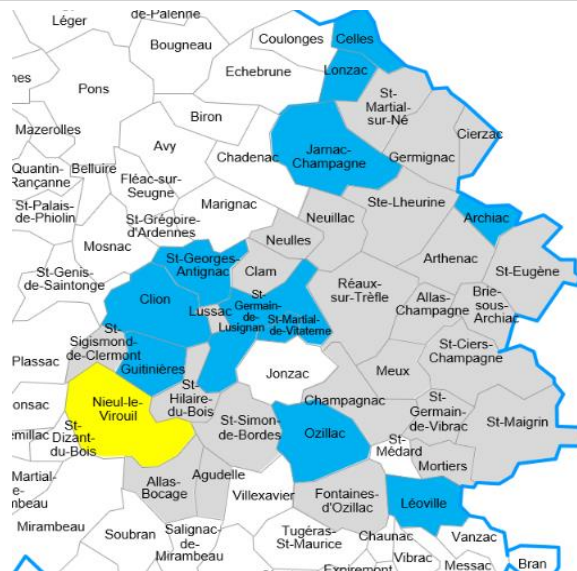 St-
Léger
de-Palenne
Bougneau
Coulonges
Celles
Echebrune
Lonzac
Pons
St-
Martial-
sur-Né
Biron
Cierzac
Mazerolles
Avy
Chadenac
Jarnac-
Champagne
Germignac
Quantin-
Rançanne
Belluire
Fléac-sur-
Seugne
Marignac
Ste-Lheurine
St-Palais-
de-Phiolin
St-Grégoire-
d'Ardennes
Neuillac
Archiac
Mosnac
Neulles
St-Georges-
Antignac
Clam
Arthenac
St-Eugène
St-Genis-
de-Saintonge
Clion
Réaux-
sur-Trèfle
Allas-
Champagne
Brie-
sous-
Archiac
Lussac
St-
Germain-
de-
Lusignan
St-Martial-
de-Vitaterne
St-
Sigismond-
de-Clermont
St-Ciers-
Champagne
Plassac
Guitinières
Jonzac
Meux
St-
Hilaire-
du-Bois
Champagnac
Nieul-le-
Virouil
St-
Germain-
de-Vibrac
St-Maigrin
onsac
St-
Dizant-
du-Bois
St-Simon-
de-Bordes
Ozillac
émillac
St-
Médard
Mortiers
Martial-
e-
mbeau
Allas-
Bocage
Agudelle
Villexavier
Fontaines-
d'Ozillac
Léoville
Mirambeau
Soubran
Salignac-
de-
Mirambeau
Tugéras-
St-Maurice
Chaunac
Vanzac
Vibrac
Expiremont
Messac
Bran